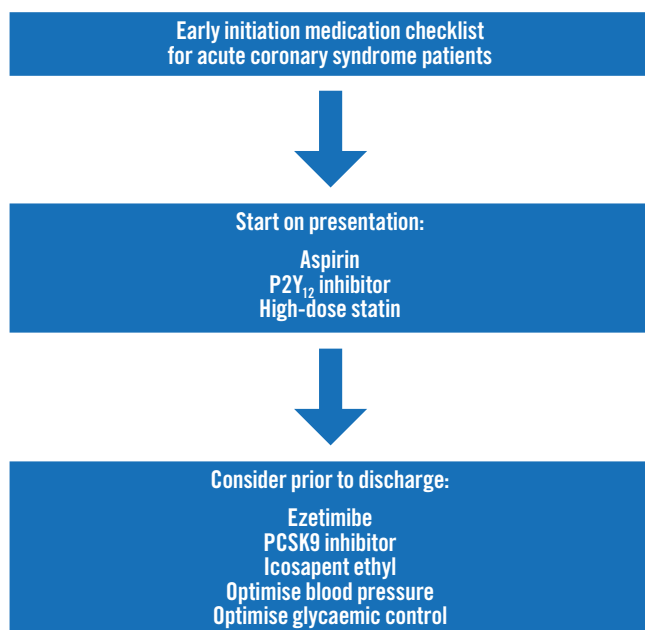 Early initiation medication checklist
for acute coronary syndrome patients
Start on presentation:
Aspirin
P2Y₁₂ inhibitor
High-dose statin
Consider prior to discharge:
Ezetimibe
PCSK9 inhibitor
Icosapent ethyl
Optimise blood pressure
Optimise glycaemic control